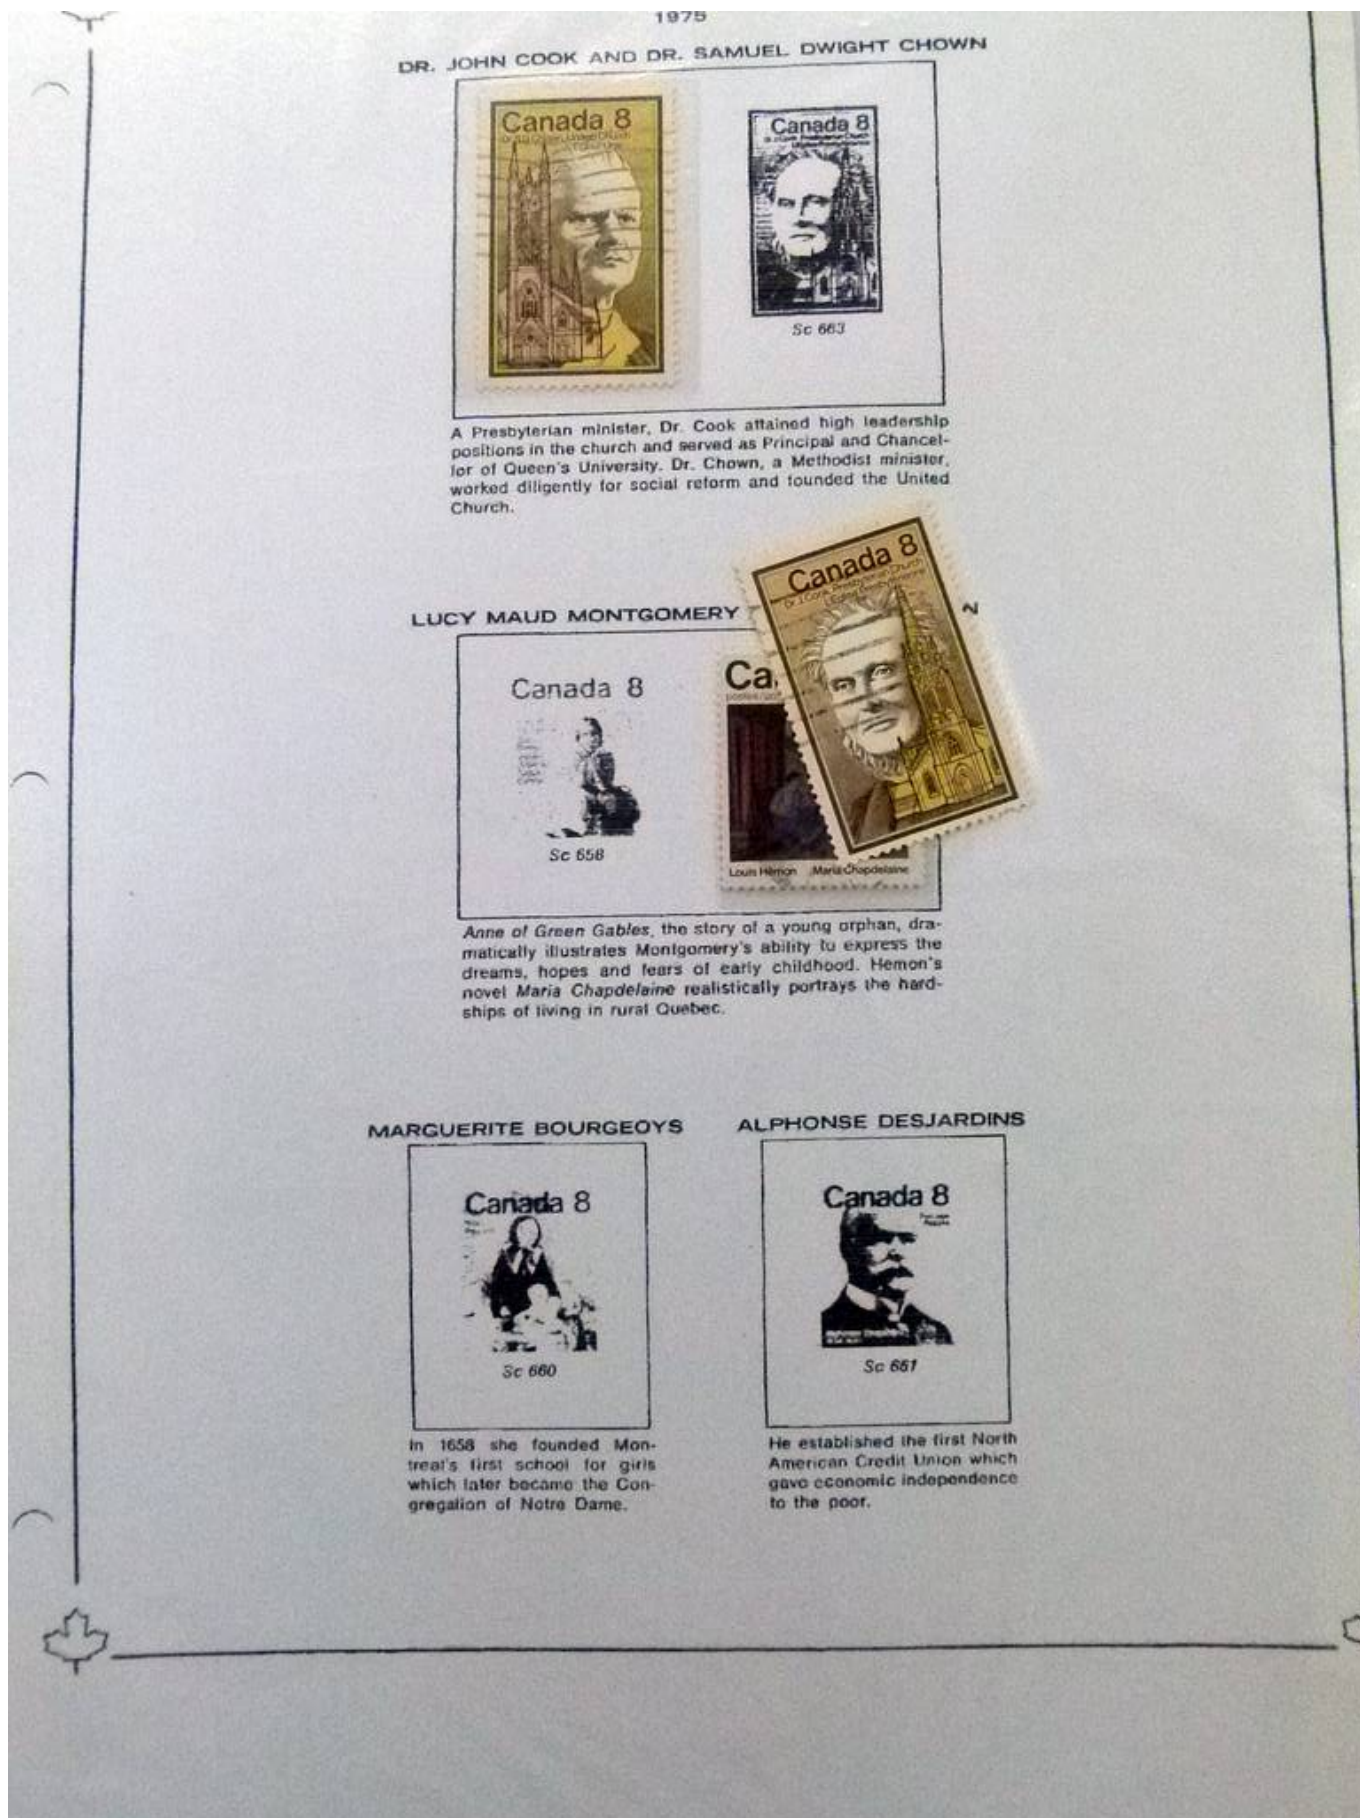 1975
DR. JOHN COOK AND DR. SAMUEL DWIGHT CHOWN
Canada 8
Canada 8
Sc 663
A Presbyterian minister, Dr. Cook attained high leadership
positions in the church and served as Principal and Chancel-
lor of Queen's University. Dr. Chown, a Methodist minister,
worked diligently for social reform and founded the United
Church.
Canada 8
Dr J. Cook, Presbyterian Church
L'Église Presbytérienne
LUCY MAUD MONTGOMERY
N
Canada 8
Sc 658
Ca
Louis Hémon Maria Chapdelaine
Anne of Green Gables, the story of a young orphan, dra-
matically illustrates Montgomery's ability to express the
dreams, hopes and fears of early childhood. Hemon's
novel Maria Chapdelaine realistically portrays the hard-
ships of living in rural Quebec.
MARGUERITE BOURGEOYS
Canada 8
Sc 660
In 1658 she founded Mon-
treal's first school for girls
which later became the Con-
gregation of Notre Dame.
ALPHONSE DESJARDINS
Canada 8
Sc 661
He established the first North
American Credit Union which
gave economic independence
to the poor.